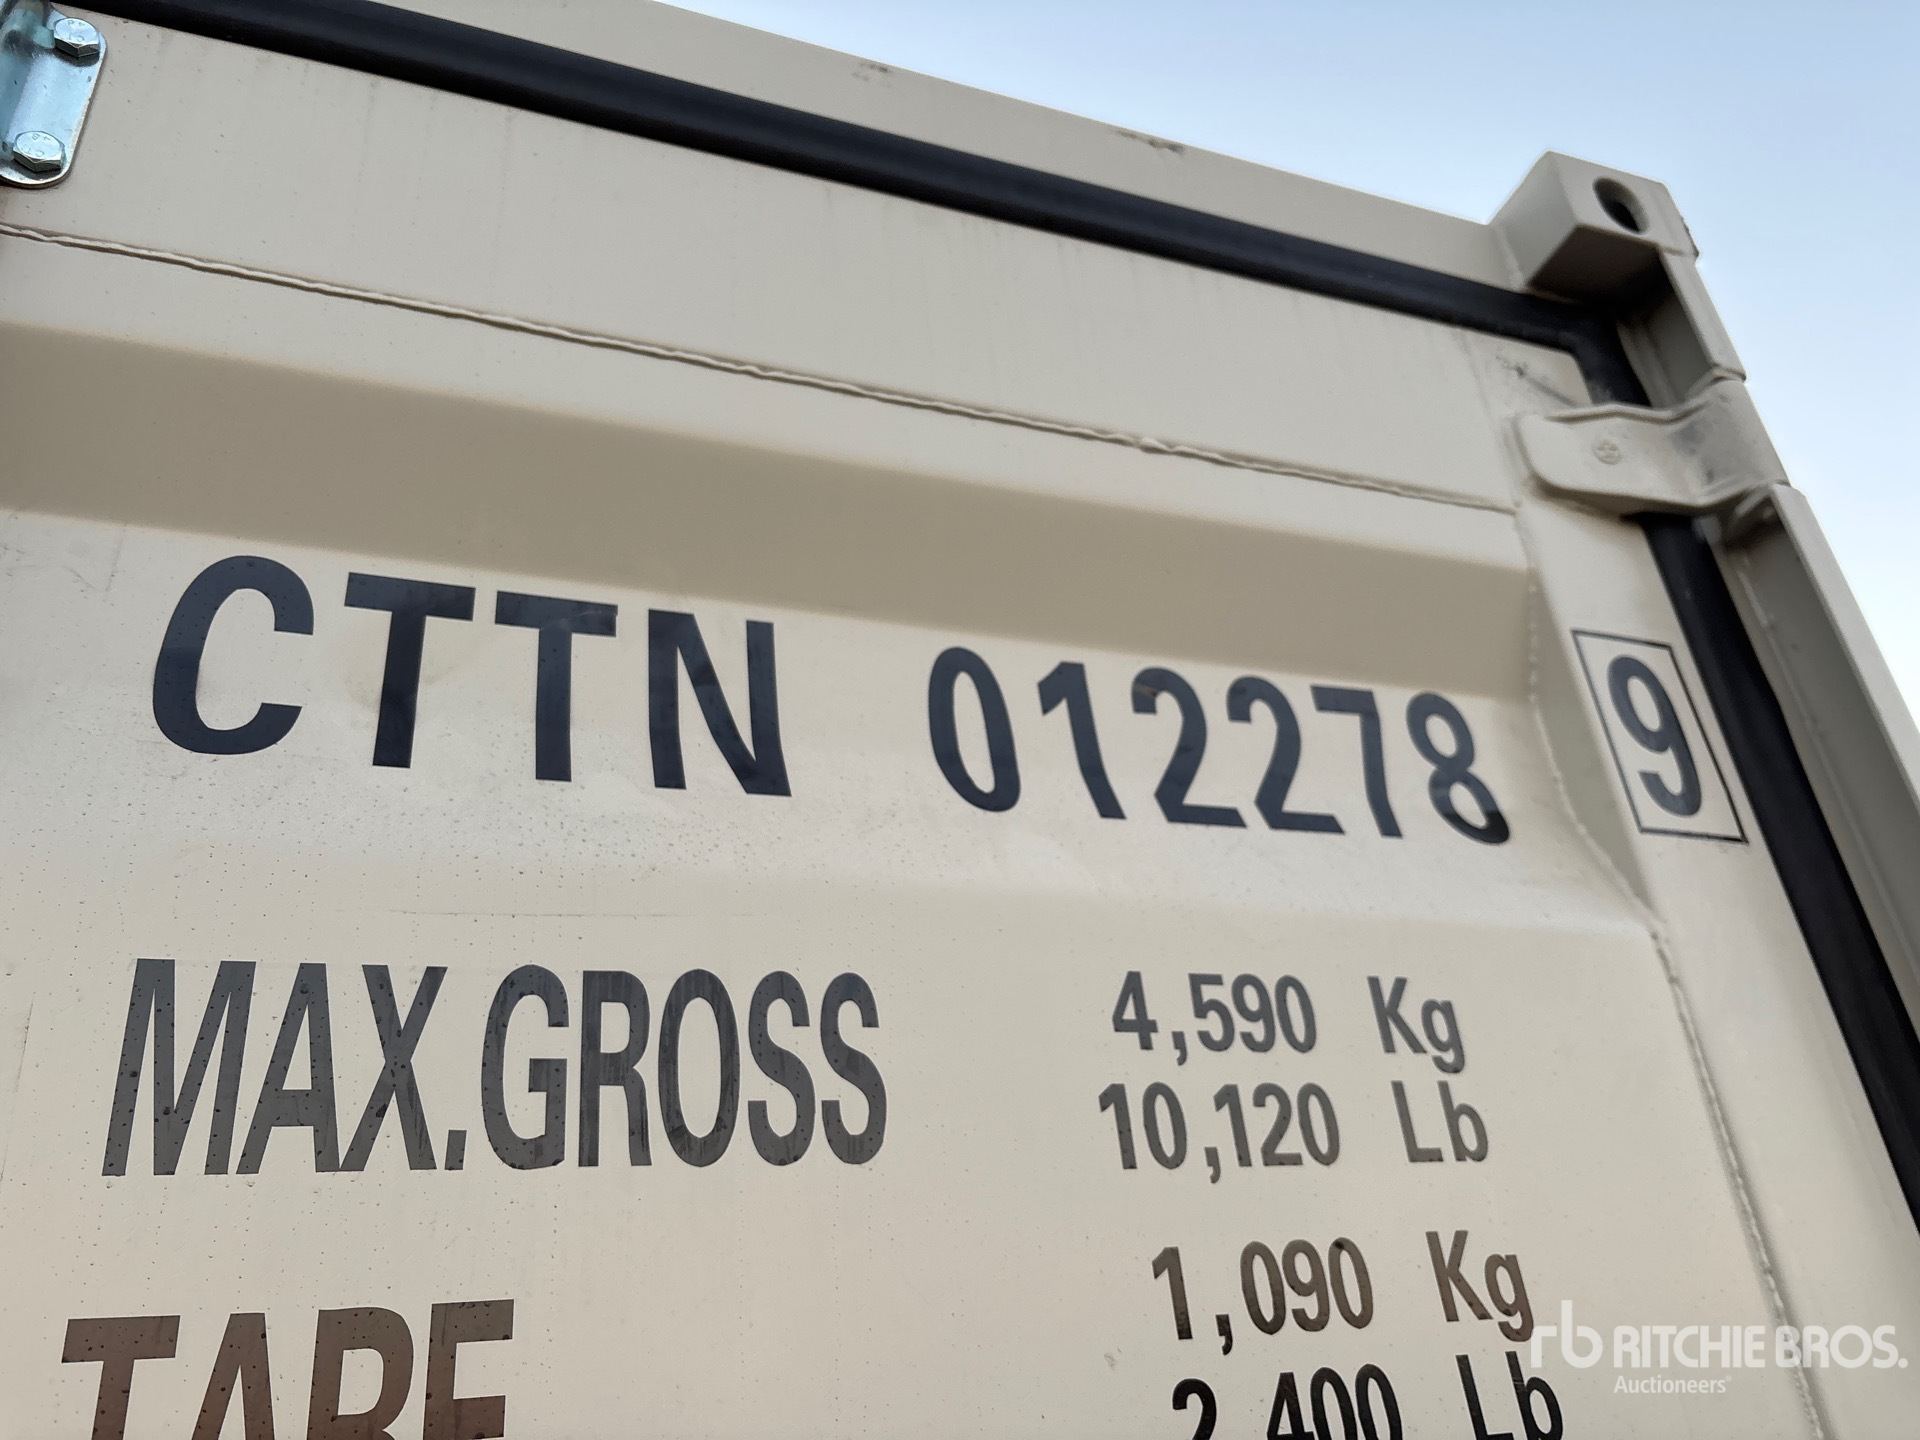 CTTN 012278 9
MAX.GROSS 4,590 Kg
10,120 Lb
TARE 1,090 Kg
2,400 Lb
rb RITCHIE BROS.
Auctioneers